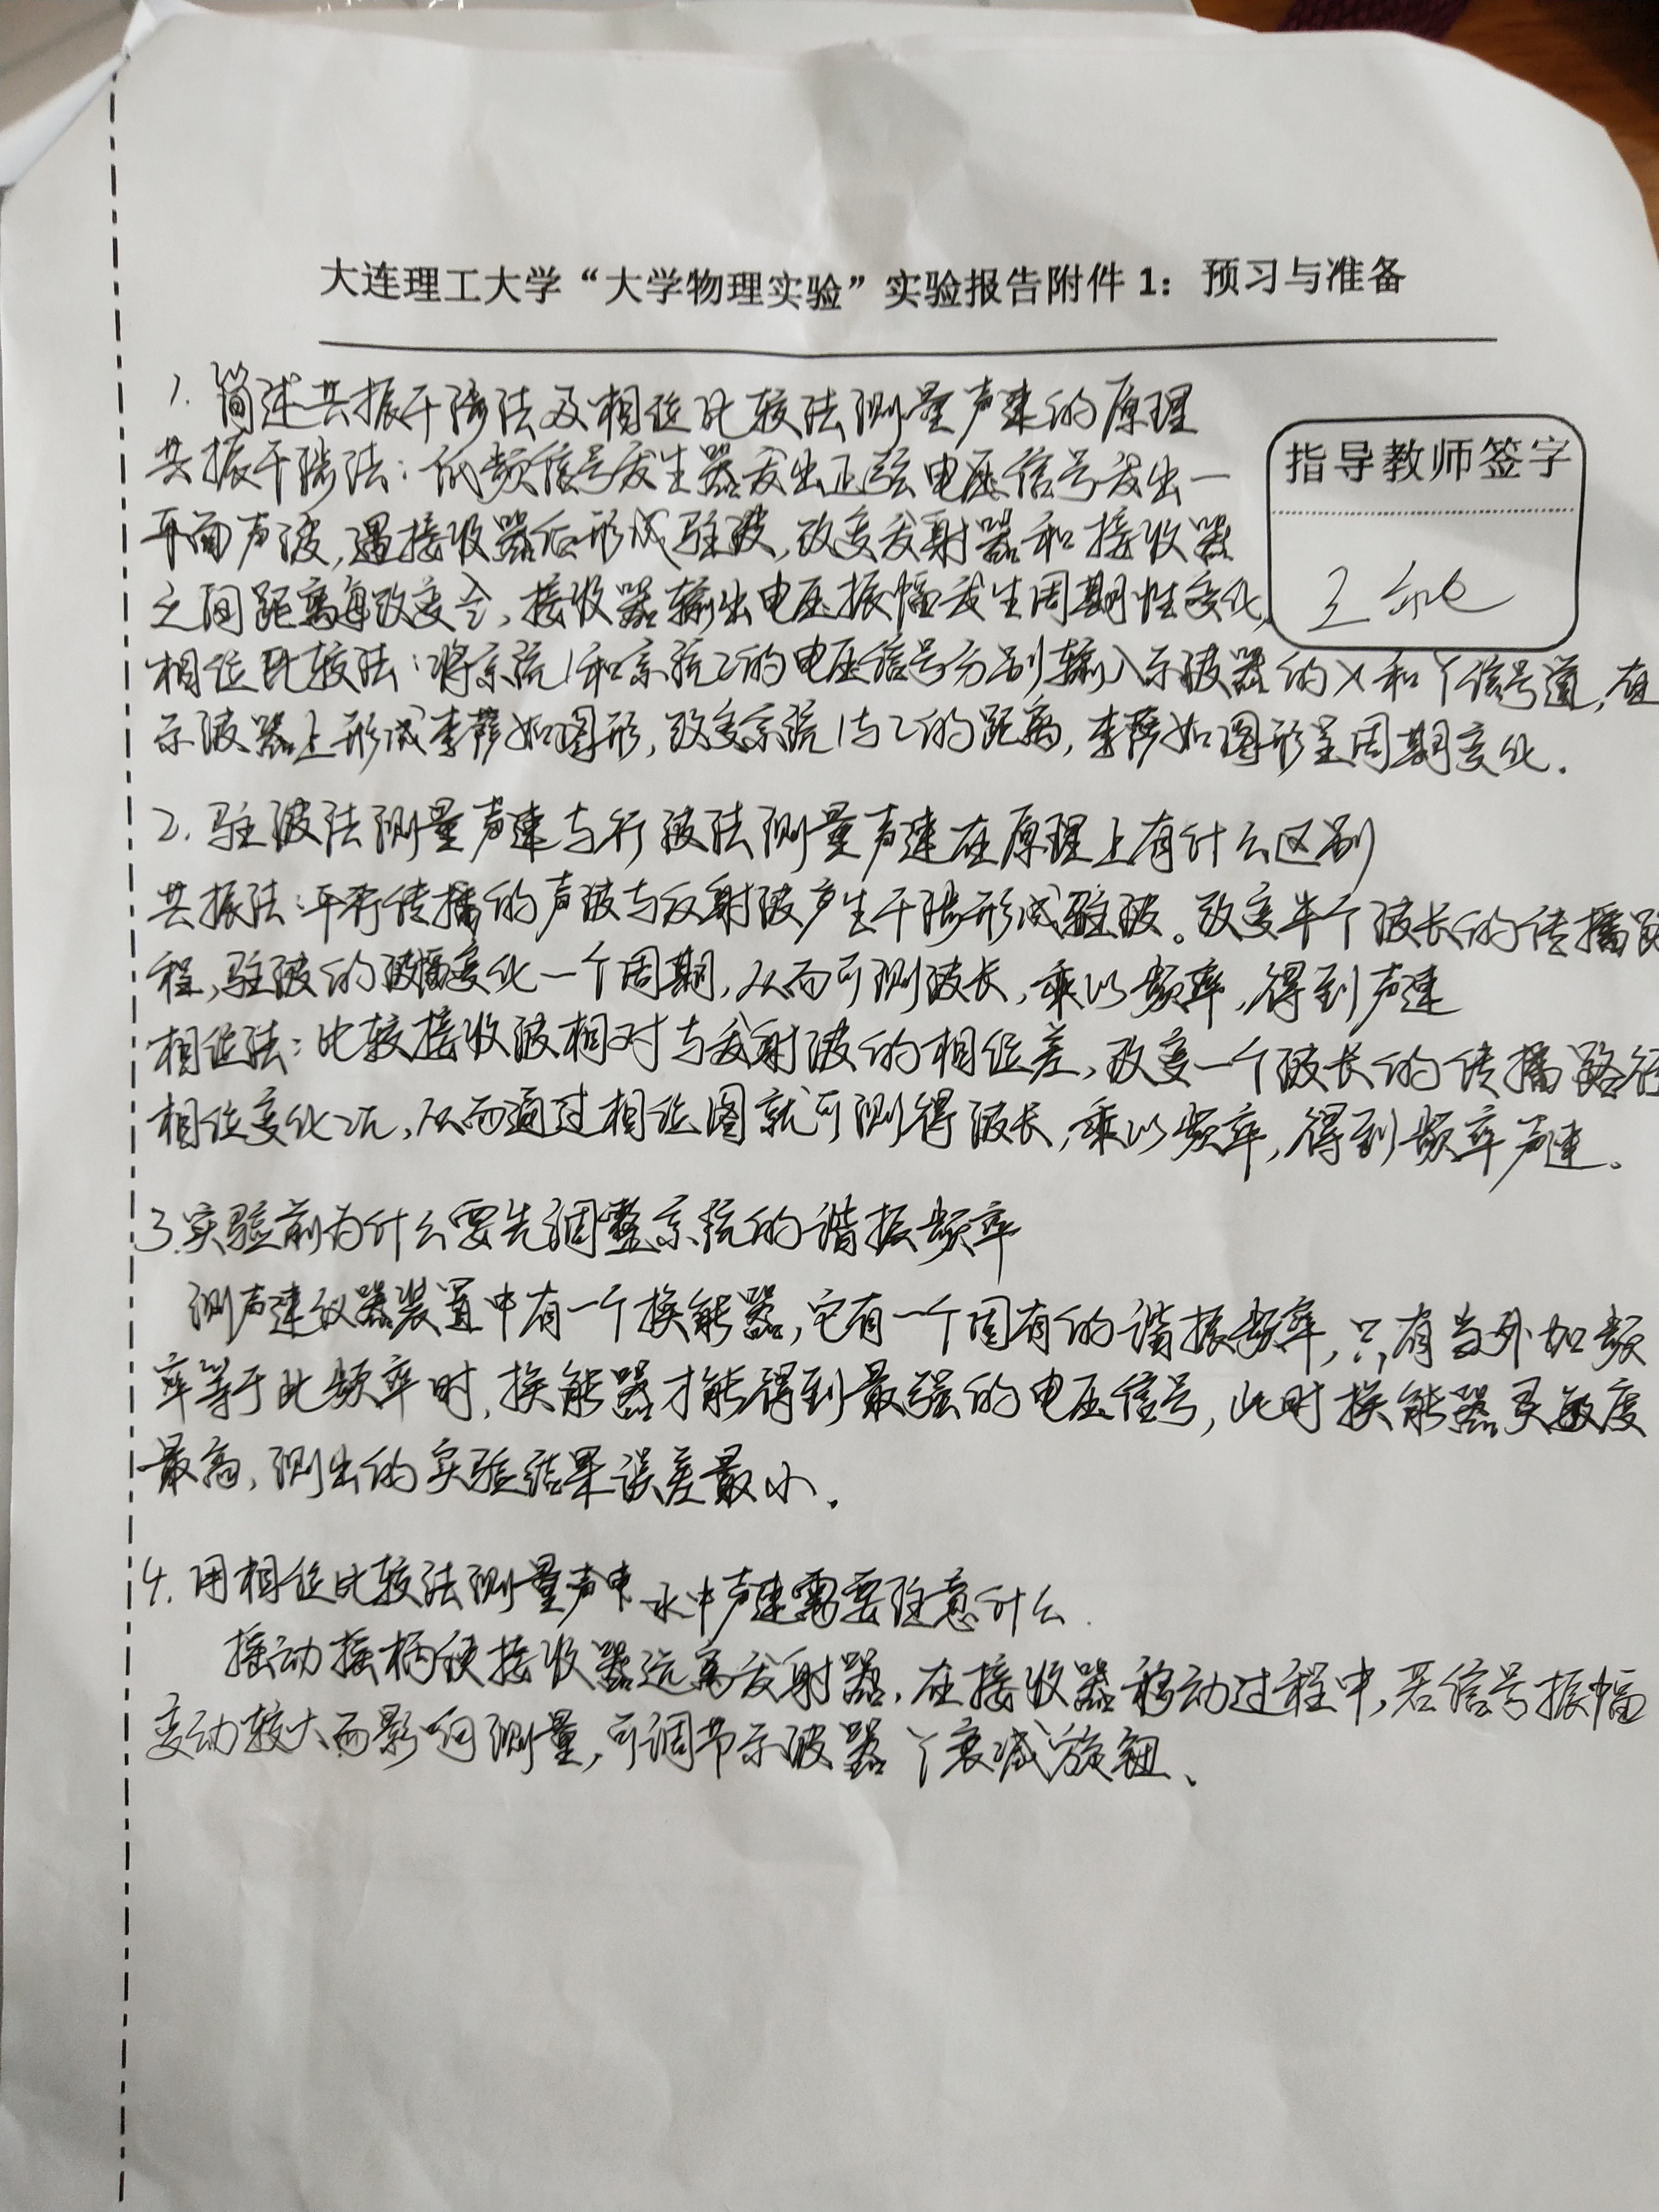 大连理工大学“大学物理实验”实验报告附件1：预习与准备
指导教师签字
1. 简述共振干涉法及相位比较法测量声速的原理
共振干涉法：低频信号发生器发出正弦电压信号发出一
平面声波，遇接收器后形成驻波，改变发射器和接收器
之间距离每改变，接收器输出电压振幅发生周期性变化，
相位比较法：将系统1和系统2的电压信号分别输入示波器的X和Y信号道，在
示波器上形成李萨如图形，改变系统1与2的距离，李萨如图形呈周期变化．
2. 驻波法测量声速与行波法测量声速在原理上有什么区别
共振法：平行传播的声波与反射波产生干涉形成驻波。改变半个波长的传播路
程，驻波的波幅变化一个周期，从而可测波长，乘以频率，得到声速
相位法：比较接收波相对与发射波的相位差，改变一个波长的传播路径
相位变化2π，从而通过相位图就可测得波长，乘以频率，得到频率声速。
3.实验前为什么要先调整系统的谐振频率
测声速仪器装置中有一个换能器，它有一个固有的谐振频率，只有当外加频
率等于此频率时，换能器才能得到最强的电压信号，此时换能器灵敏度
最高，测出的实验结果误差最小．
4. 用相位比较法测量声中水中声速需要注意什么．
摇动摇柄使接收器远离发射器，在接收器移动过程中，若信号振幅
变动较大而影响测量，可调节示波器Y衰减旋钮、